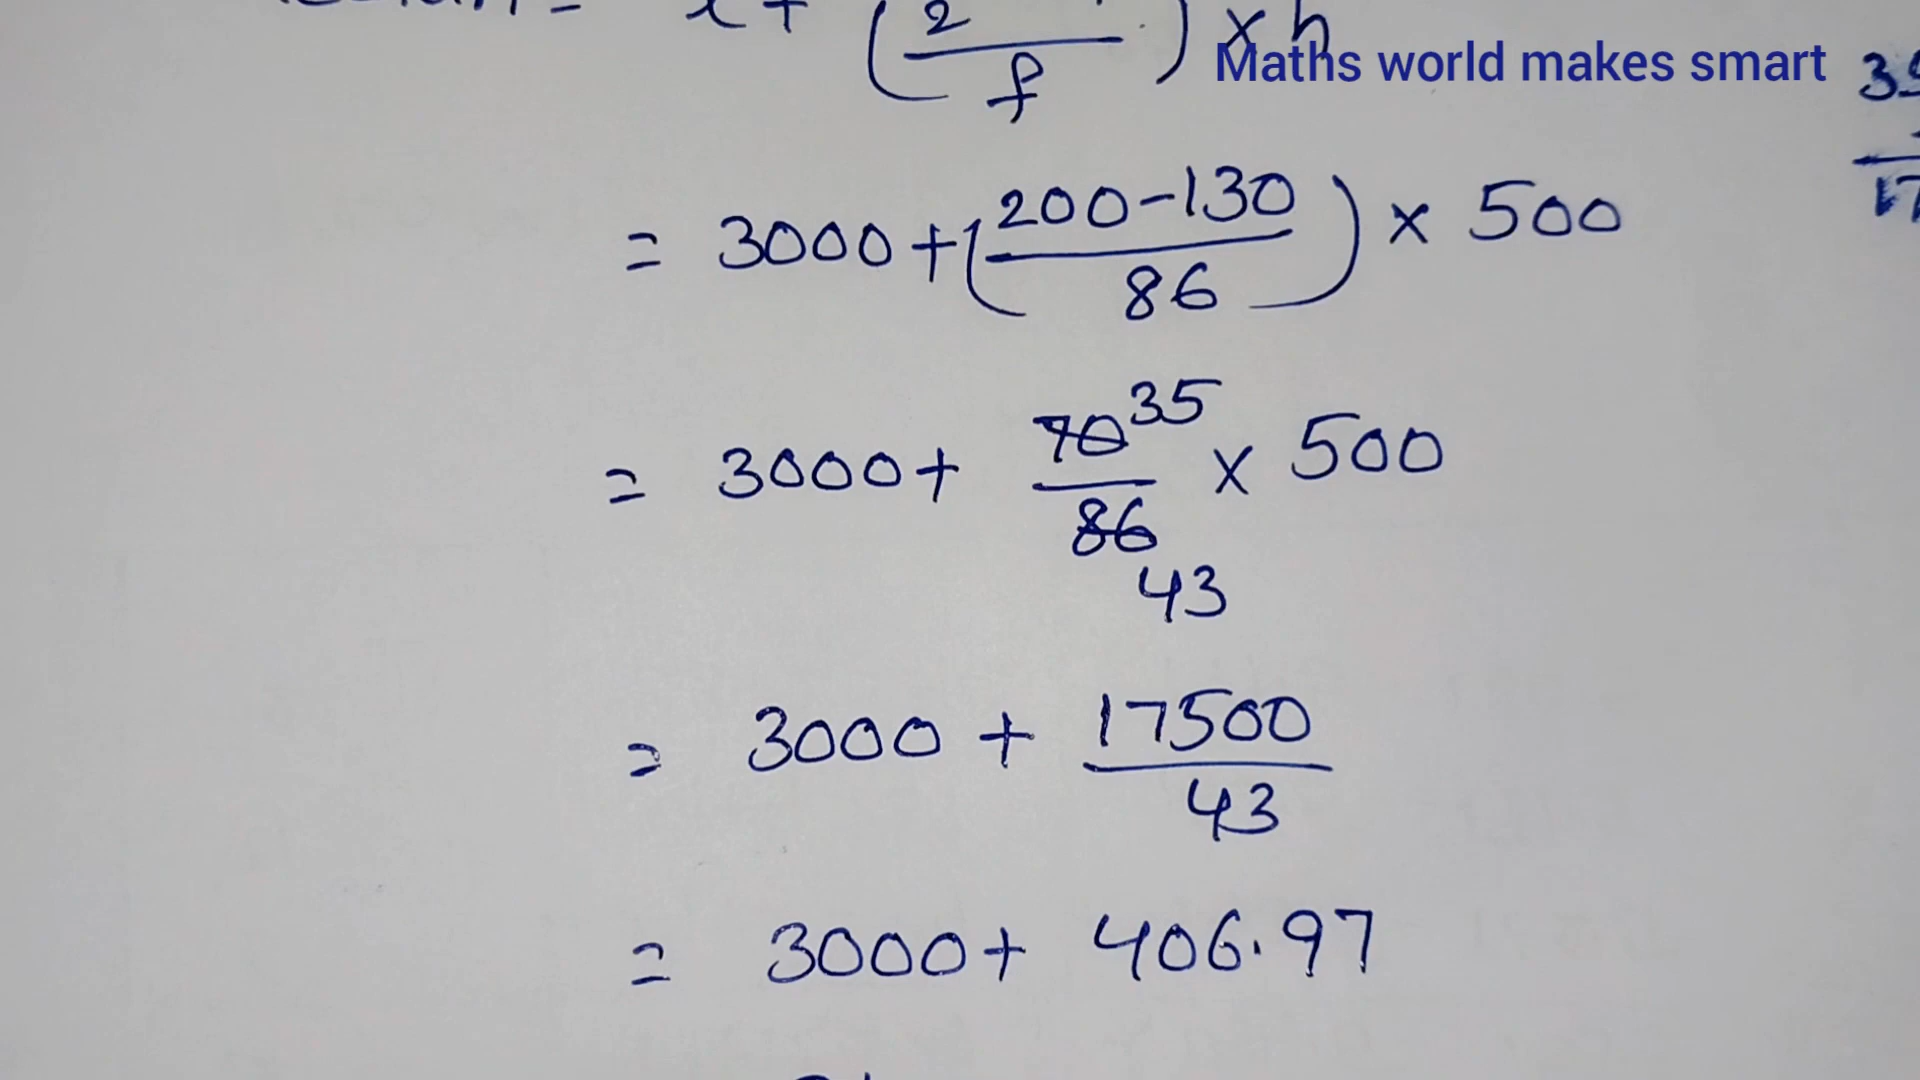 l + (2/f) × h
Maths world makes smart
= 3000 + (200-130/86) × 500
= 3000 + 70 35/86 43 × 500
= 3000 + 17500/43
= 3000 + 406.97